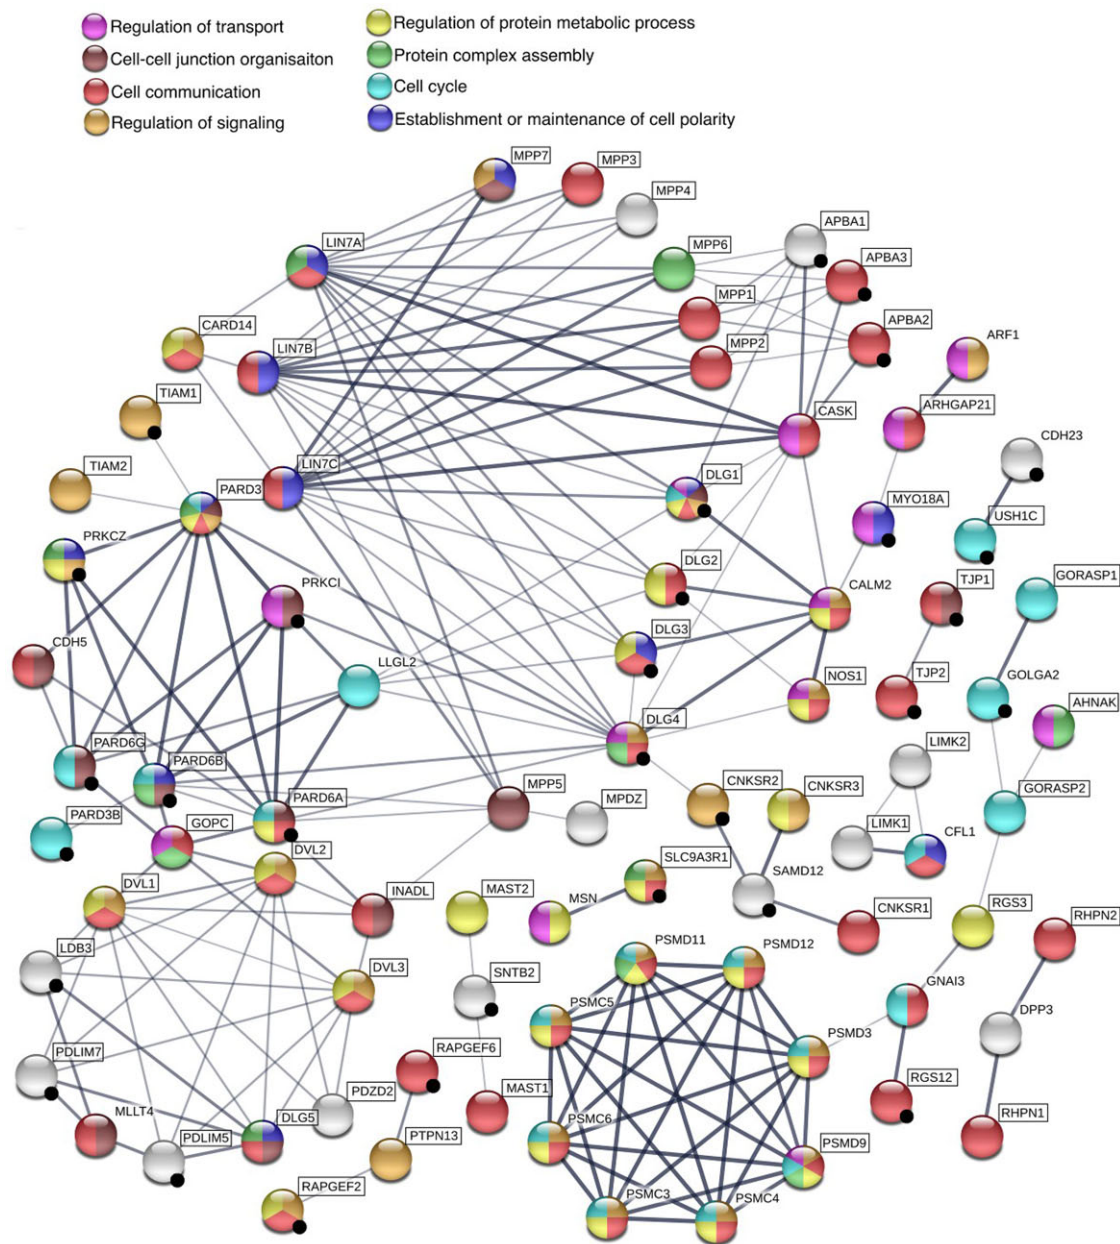 Regulation of transport
Regulation of protein metabolic process
Cell-cell junction organisaiton
Protein complex assembly
Cell communication
Cell cycle
Regulation of signaling
Establishment or maintenance of cell polarity
MPP7
MPP3
MPP4
LIN7A
MPP6
APBA1
APBA3
MPP1
APBA2
CARD14
LIN7B
MPP2
ARF1
TIAM1
CASK
ARHGAP21
CDH23
TIAM2
PARD3
LIN7C
DLG1
MYO18A
USH1C
PRKCZ
PRKCI
DLG2
CALM2
TJP1
GORASP1
CDH5
LLGL2
DLG3
NOS1
TJP2
GOLGA2
AHNAK
PARD6G
PARD6B
DLG4
LIMK2
PARD6A
MPP5
MPDZ
CNKSR2
CNKSR3
GORASP2
PARD3B
GOPC
LIMK1
CFL1
DVL2
SLC9A3R1
SAMD12
DVL1
INADL
MAST2
MSN
CNKSR1
RGS3
RHPN2
LDB3
DVL3
PSMD11
PSMD12
SNTB2
GNAI3
PSMC5
DPP3
PDLIM7
RAPGEF6
PSMD3
PDZD2
MAST1
RGS12
MLLT4
PDLIM5
DLG5
PTPN13
PSMC6
PSMD9
RHPN1
RAPGEF2
PSMC3
PSMC4